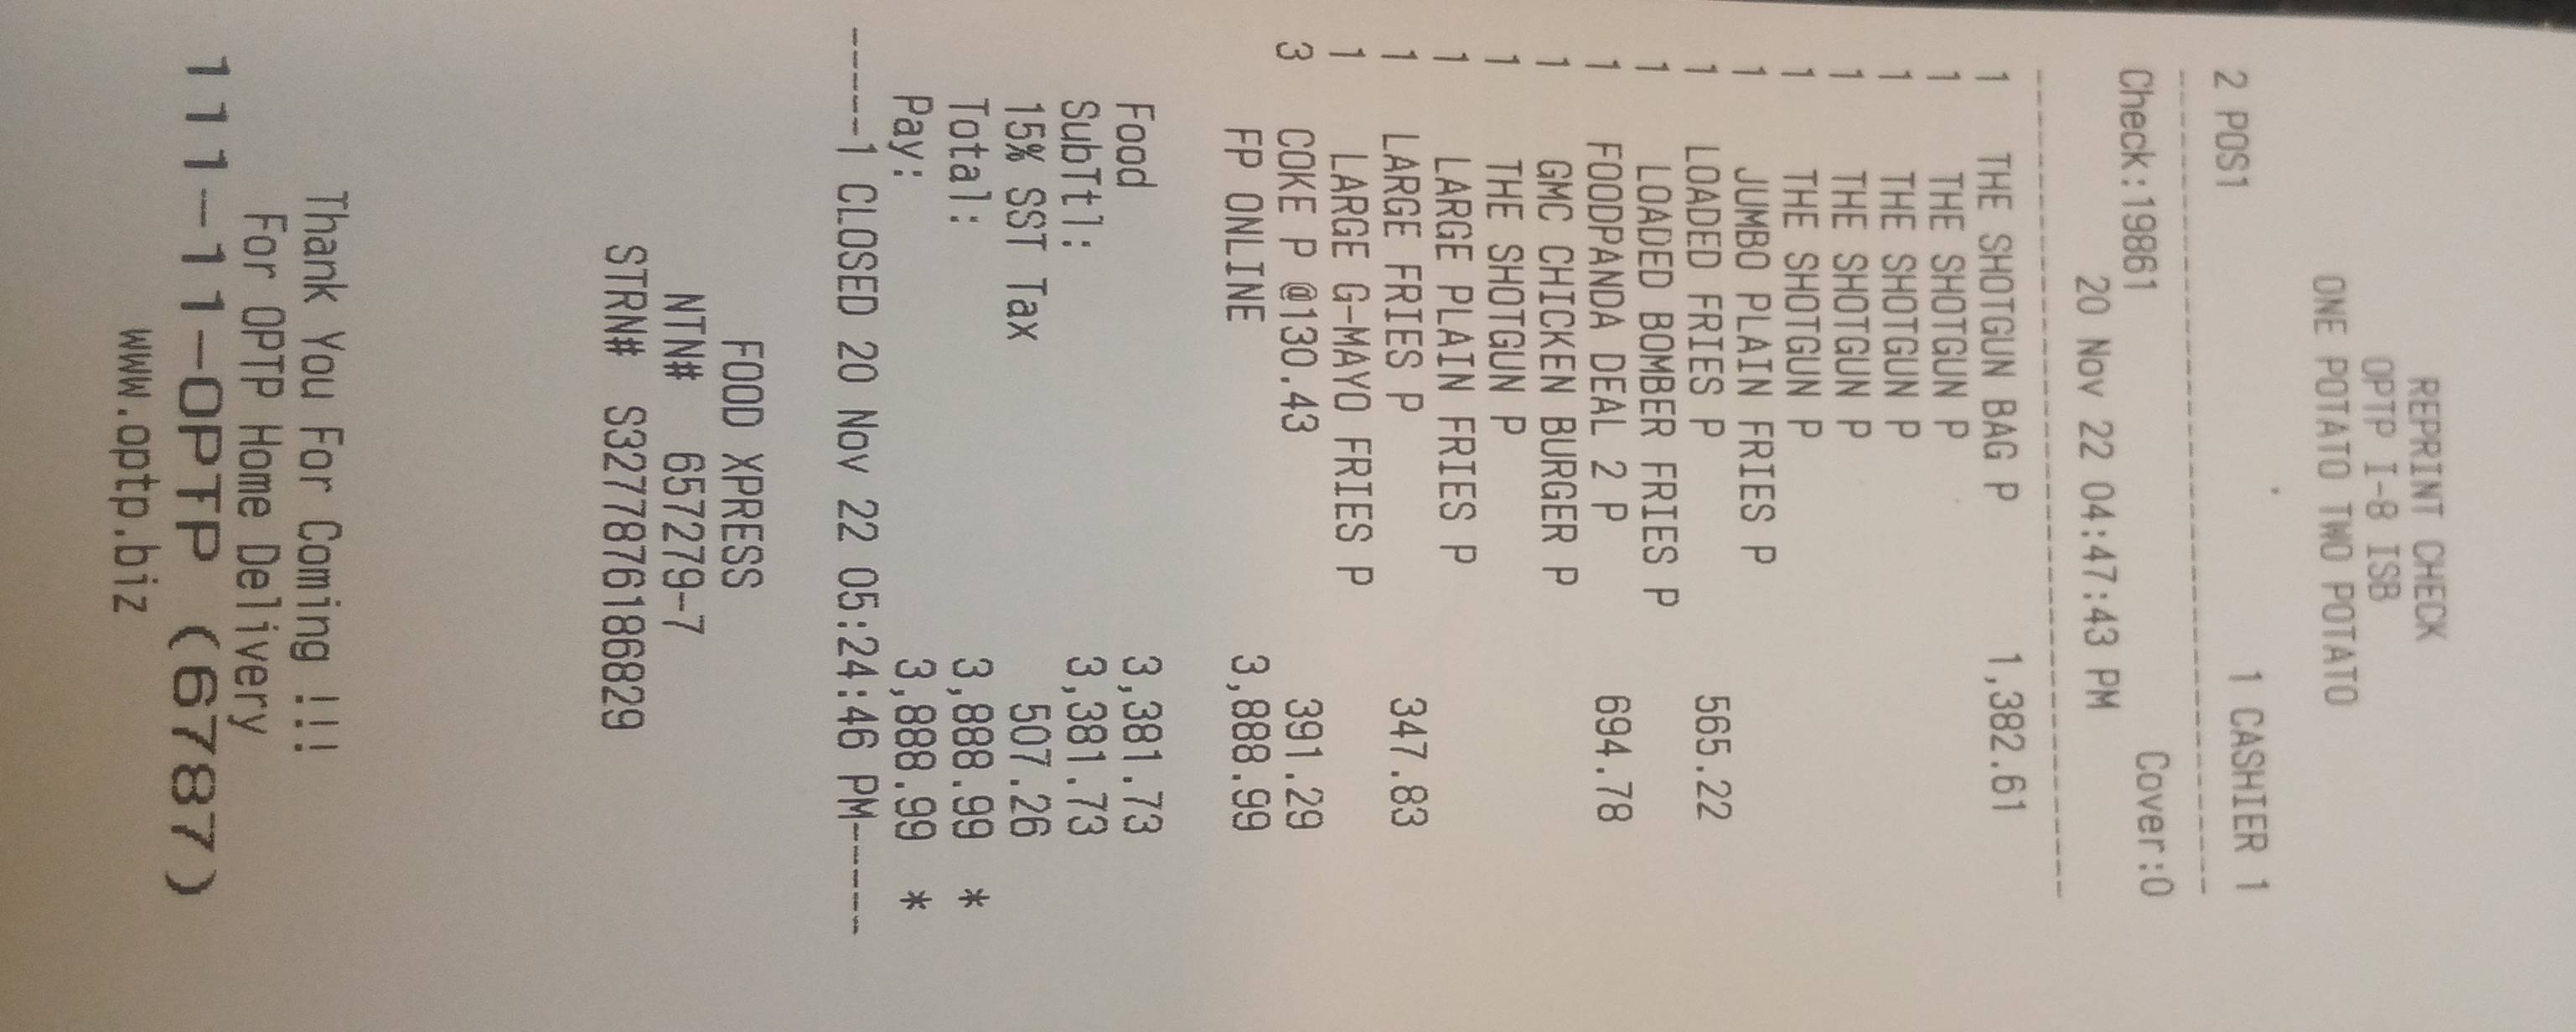 REPRINT CHECK
OPTP I-8 ISB
ONE POTATO TWO POTATO
2 POS1 1 CASHIER 1
Check:19861 Cover:0
20 Nov 22 04:47:43 PM
1 THE SHOTGUN BAG P 1,382.61
1 THE SHOTGUN P
1 THE SHOTGUN P
1 THE SHOTGUN P
1 THE SHOTGUN P
1 JUMBO PLAIN FRIES P
1 LOADED FRIES P 565.22
1 LOADED BOMBER FRIES P
1 FOODPANDA DEAL 2 P 694.78
1 GMC CHICKEN BURGER P
1 THE SHOTGUN P
1 LARGE PLAIN FRIES P
1 LARGE FRIES P 347.83
1 LARGE G-MAYO FRIES P
3 COKE P @130.43 391.29
FP ONLINE 3,888.99
Food 3,381.73
SubTtl: 3,381.73
15% SST Tax 507.26
Total: 3,888.99 *
Pay: 3,888.99 *
-----1 CLOSED 20 Nov 22 05:24:46 PM-----
FOOD XPRESS
NTN# 657279-7
STRN# S3277876186829
Thank You For Coming !!!
For OPTP Home Delivery
111-11-OPTP (6787)
www.optp.biz